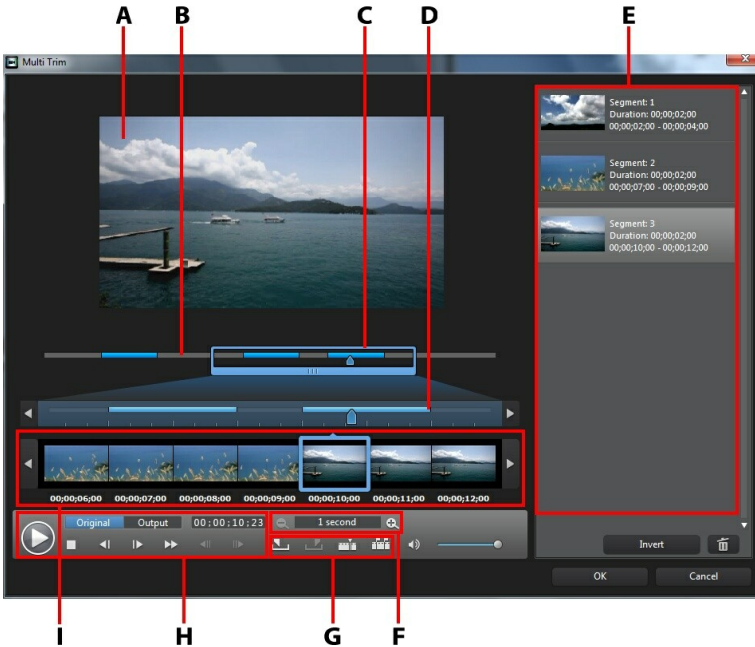 A B C D E
Multi Trim
Segment: 1
Duration: 00;00;02;00
00;00;02;00 - 00;00;04;00
Segment: 2
Duration: 00;00;02;00
00;00;07;00 - 00;00;09;00
Segment: 3
Duration: 00;00;02;00
00;00;10;00 - 00;00;12;00
00;00;06;00 00;00;07;00 00;00;08;00 00;00;09;00 00;00;10;00 00;00;11;00 00;00;12;00
Original Output 00;00;10;23 1 second
Invert
OK Cancel
I H G F